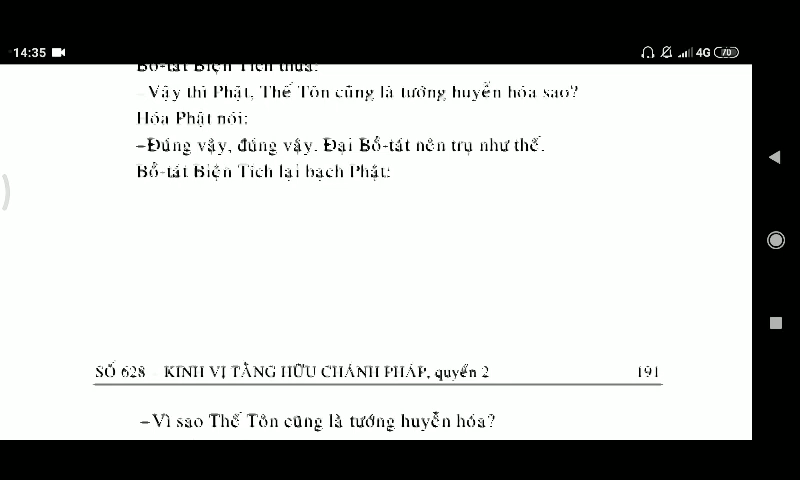 14:35
4G 70
Bồ-tát Biện Tích thưa:
–Vậy thì Phật, Thế Tôn cũng là tướng huyễn hóa sao?
Hóa Phật nói:
–Đúng vậy, đúng vậy. Đại Bồ-tát nên trụ như thế.
Bồ-tát Biện Tích lại bạch Phật:
SỐ 628 – KINH VỊ TẰNG HỮU CHÁNH PHÁP, quyển 2 191
–Vì sao Thế Tôn cũng là tướng huyễn hóa?